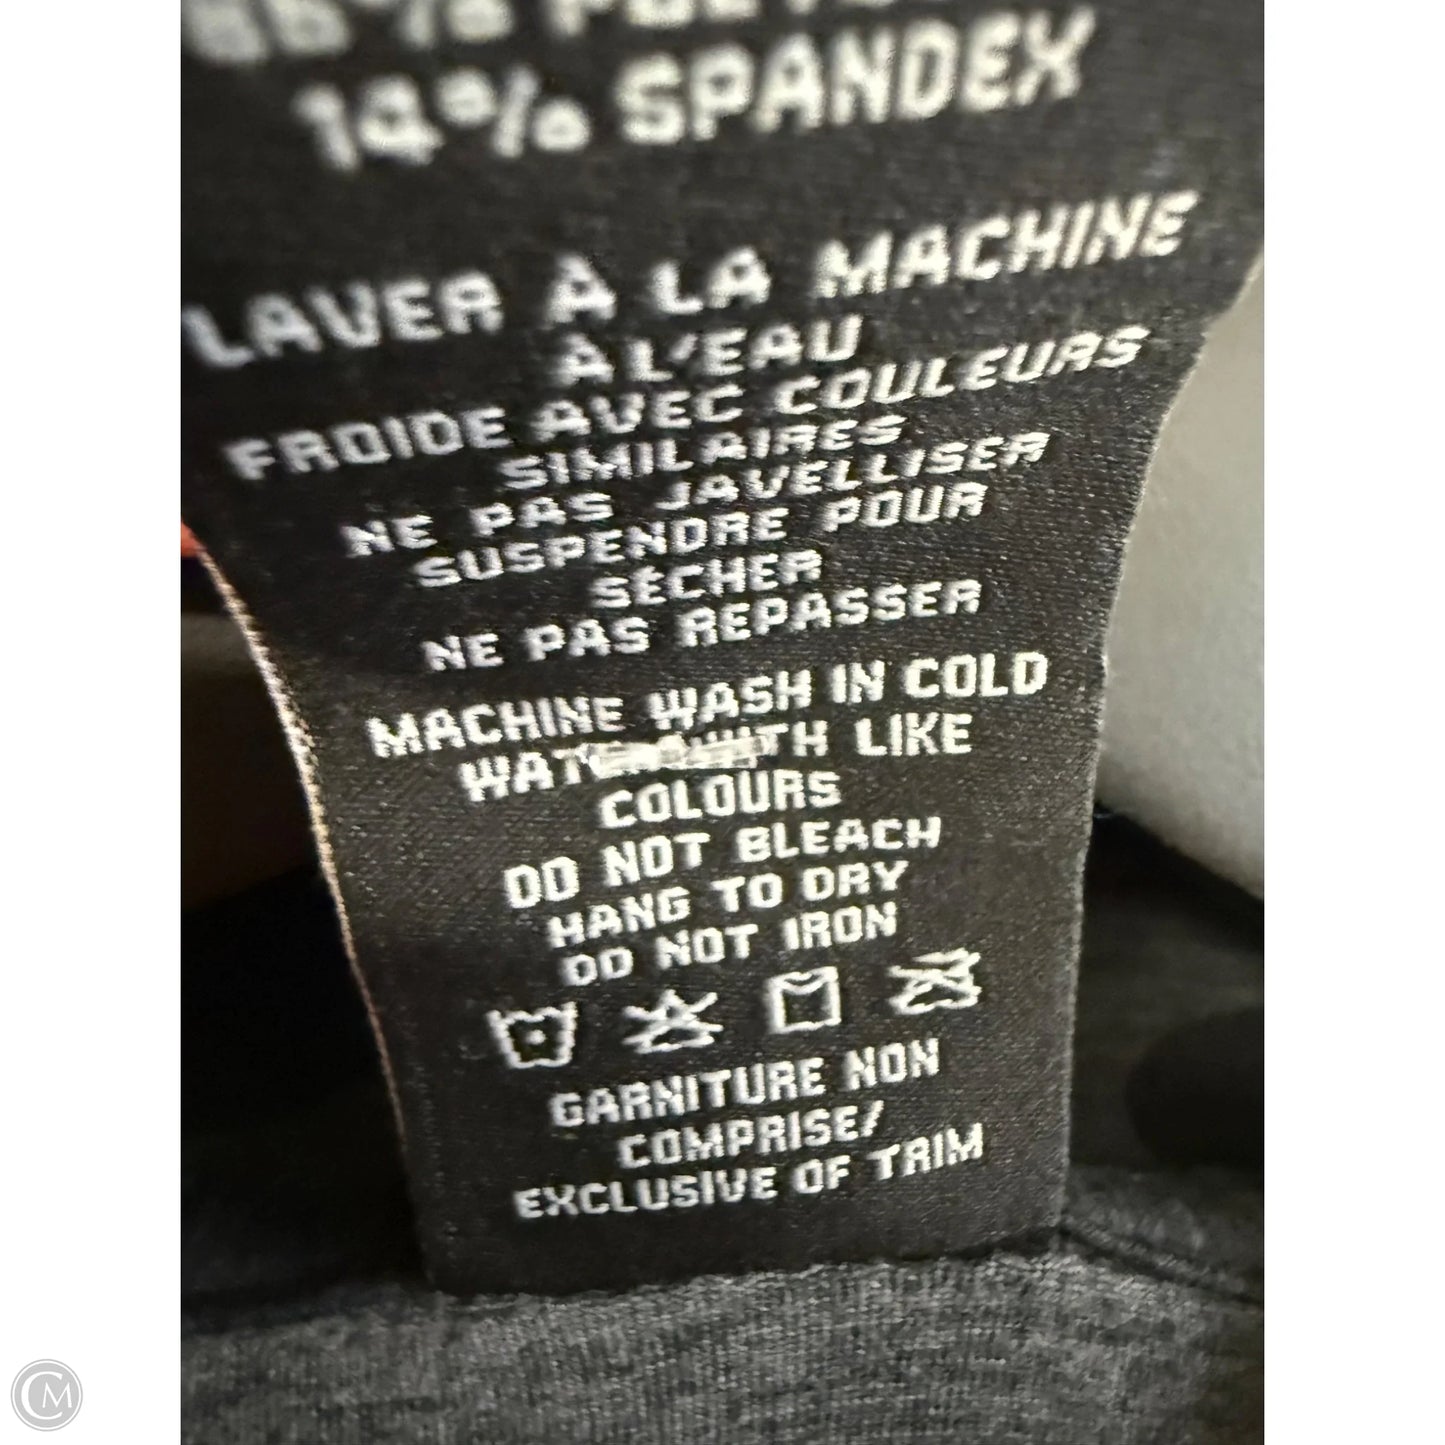 14% SPANDEX
LAVER À LA MACHINE
À L'EAU
FROIDE AVEC COULEURS
SIMILAIRES
NE PAS JAVELLISER
SUSPENDRE POUR
SÉCHER
NE PAS REPASSER
MACHINE WASH IN COLD
WITH LIKE
COLOURS
DO NOT BLEACH
HANG TO DRY
DO NOT IRON
GARNITURE NON
COMPRISE/
EXCLUSIVE OF TRIM
CM